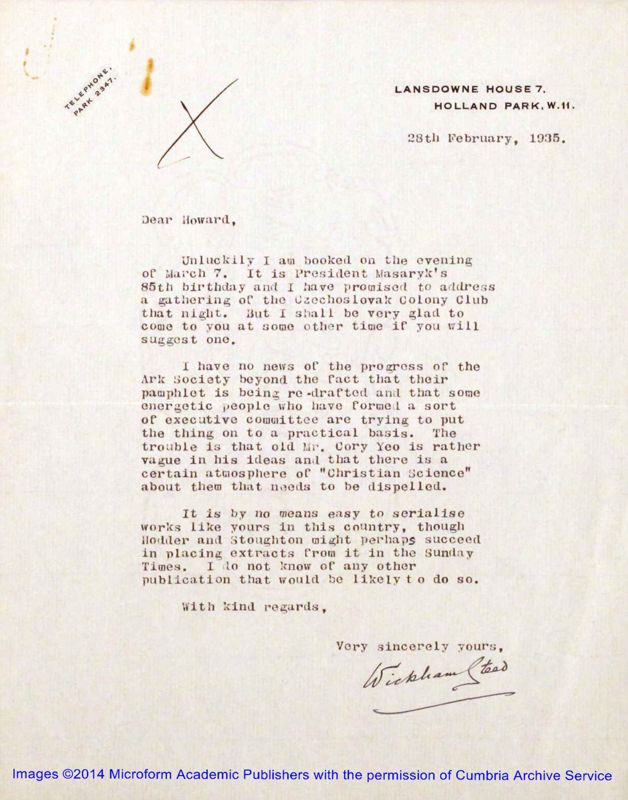 TELEPHONE.
PARK 2347.
LANSDOWNE HOUSE 7.
HOLLAND PARK, W.11.
28th February, 1935.
Dear Howard,
Unluckily I am booked on the evening
of March 7. It is President Masaryk's
85th birthday and I have promised to address
a gathering of the Czechoslovak Colony Club
that night. But I shall be very glad to
come to you at some other time if you will
suggest one.
I have no news of the progress of the
Ark Society beyond the fact that their
pamphlet is being re-drafted and that some
energetic people who have formed a sort
of executive committee are trying to put
the thing on to a practical basis. The
trouble is that old Mr. Cory Yeo is rather
vague in his ideas and that there is a
certain atmosphere of "Christian Science"
about them that needs to be dispelled.
It is by no means easy to serialise
works like yours in this country, though
Hodder and Stoughton might perhaps succeed
in placing extracts from it in the Sunday
Times. I do not know of any other
publication that would be likely to do so.
With kind regards,
Very sincerely yours,
Wickham Steed
Images ©2014 Microform Academic Publishers with the permission of Cumbria Archive Service